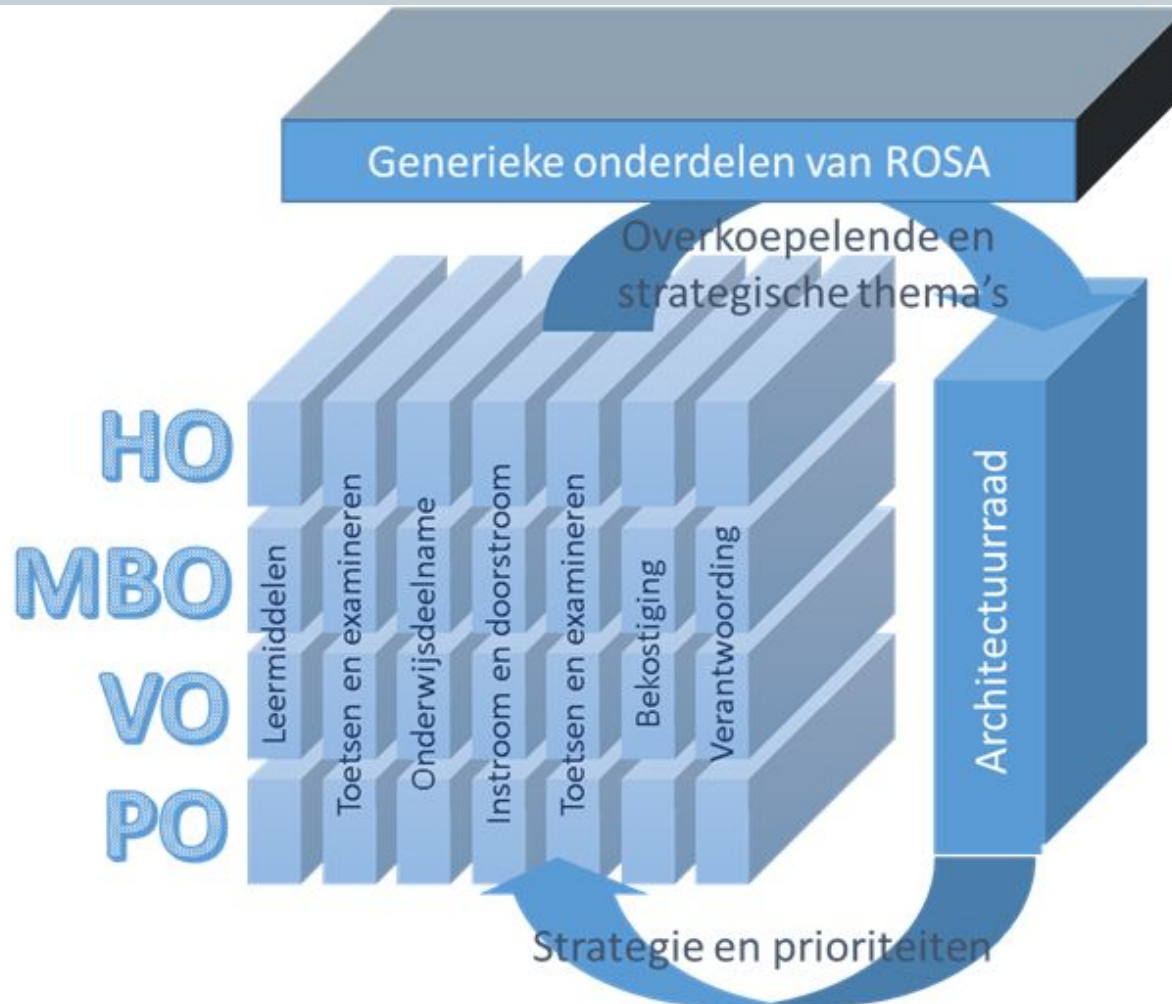 Generieke onderdelen van ROSA
Overkoepelende en
strategische thema's
HO
MBO
VO
PO
Leermiddelen
Toetsen en examineren
Onderwijsdeelname
Instroom en doorstroom
Toetsen en examineren
Bekostiging
Verantwoording
Architectuurraad
Strategie en prioriteiten